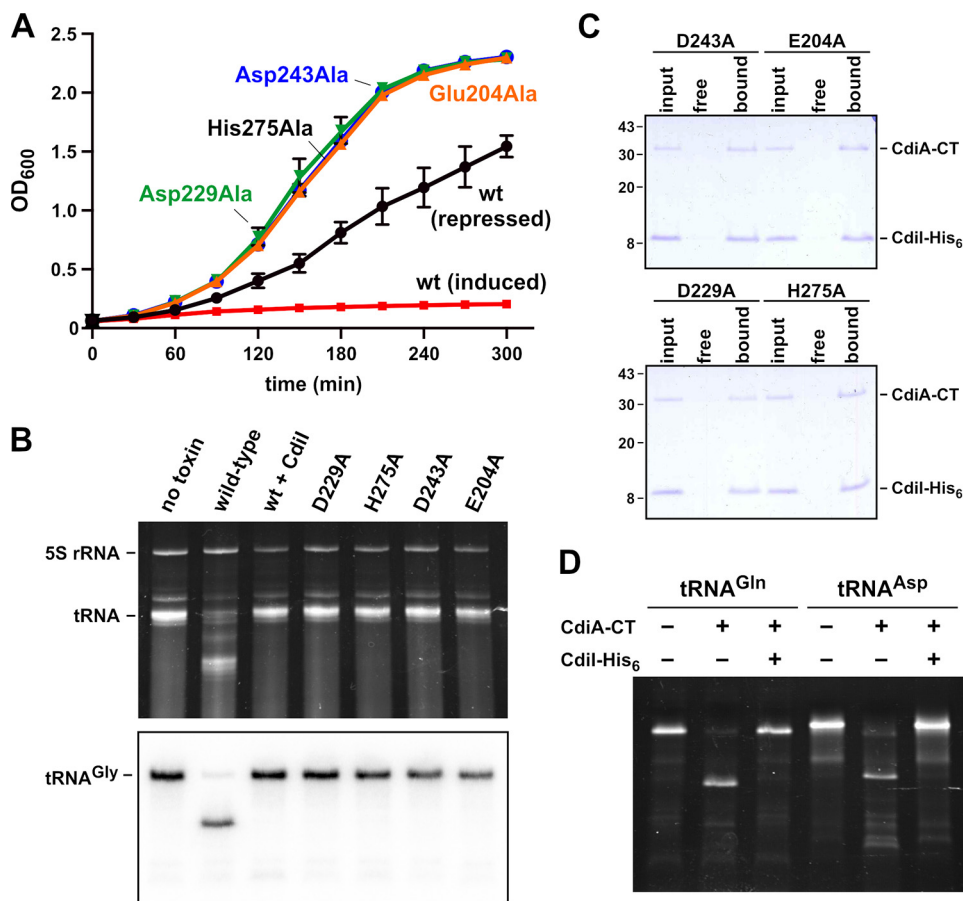 A
2.5
2.0
1.5
1.0
0.5
0
OD600
Asp243Ala
Glu204Ala
His275Ala
Asp229Ala
wt
(repressed)
wt (induced)
0 60 120 180 240 300
time (min)
B
no toxin wild-type wt + CdiI D229A H275A D243A E204A
5S rRNA
tRNA
tRNAGly
C
D243A E204A
input free bound input free bound
43
30
20
8
CdiA-CT
CdiI-His6
D229A H275A
input free bound input free bound
43
30
20
8
CdiA-CT
CdiI-His6
D
tRNAGln tRNAAsp
CdiA-CT – + + – + +
CdiI-His6 – – + – – +